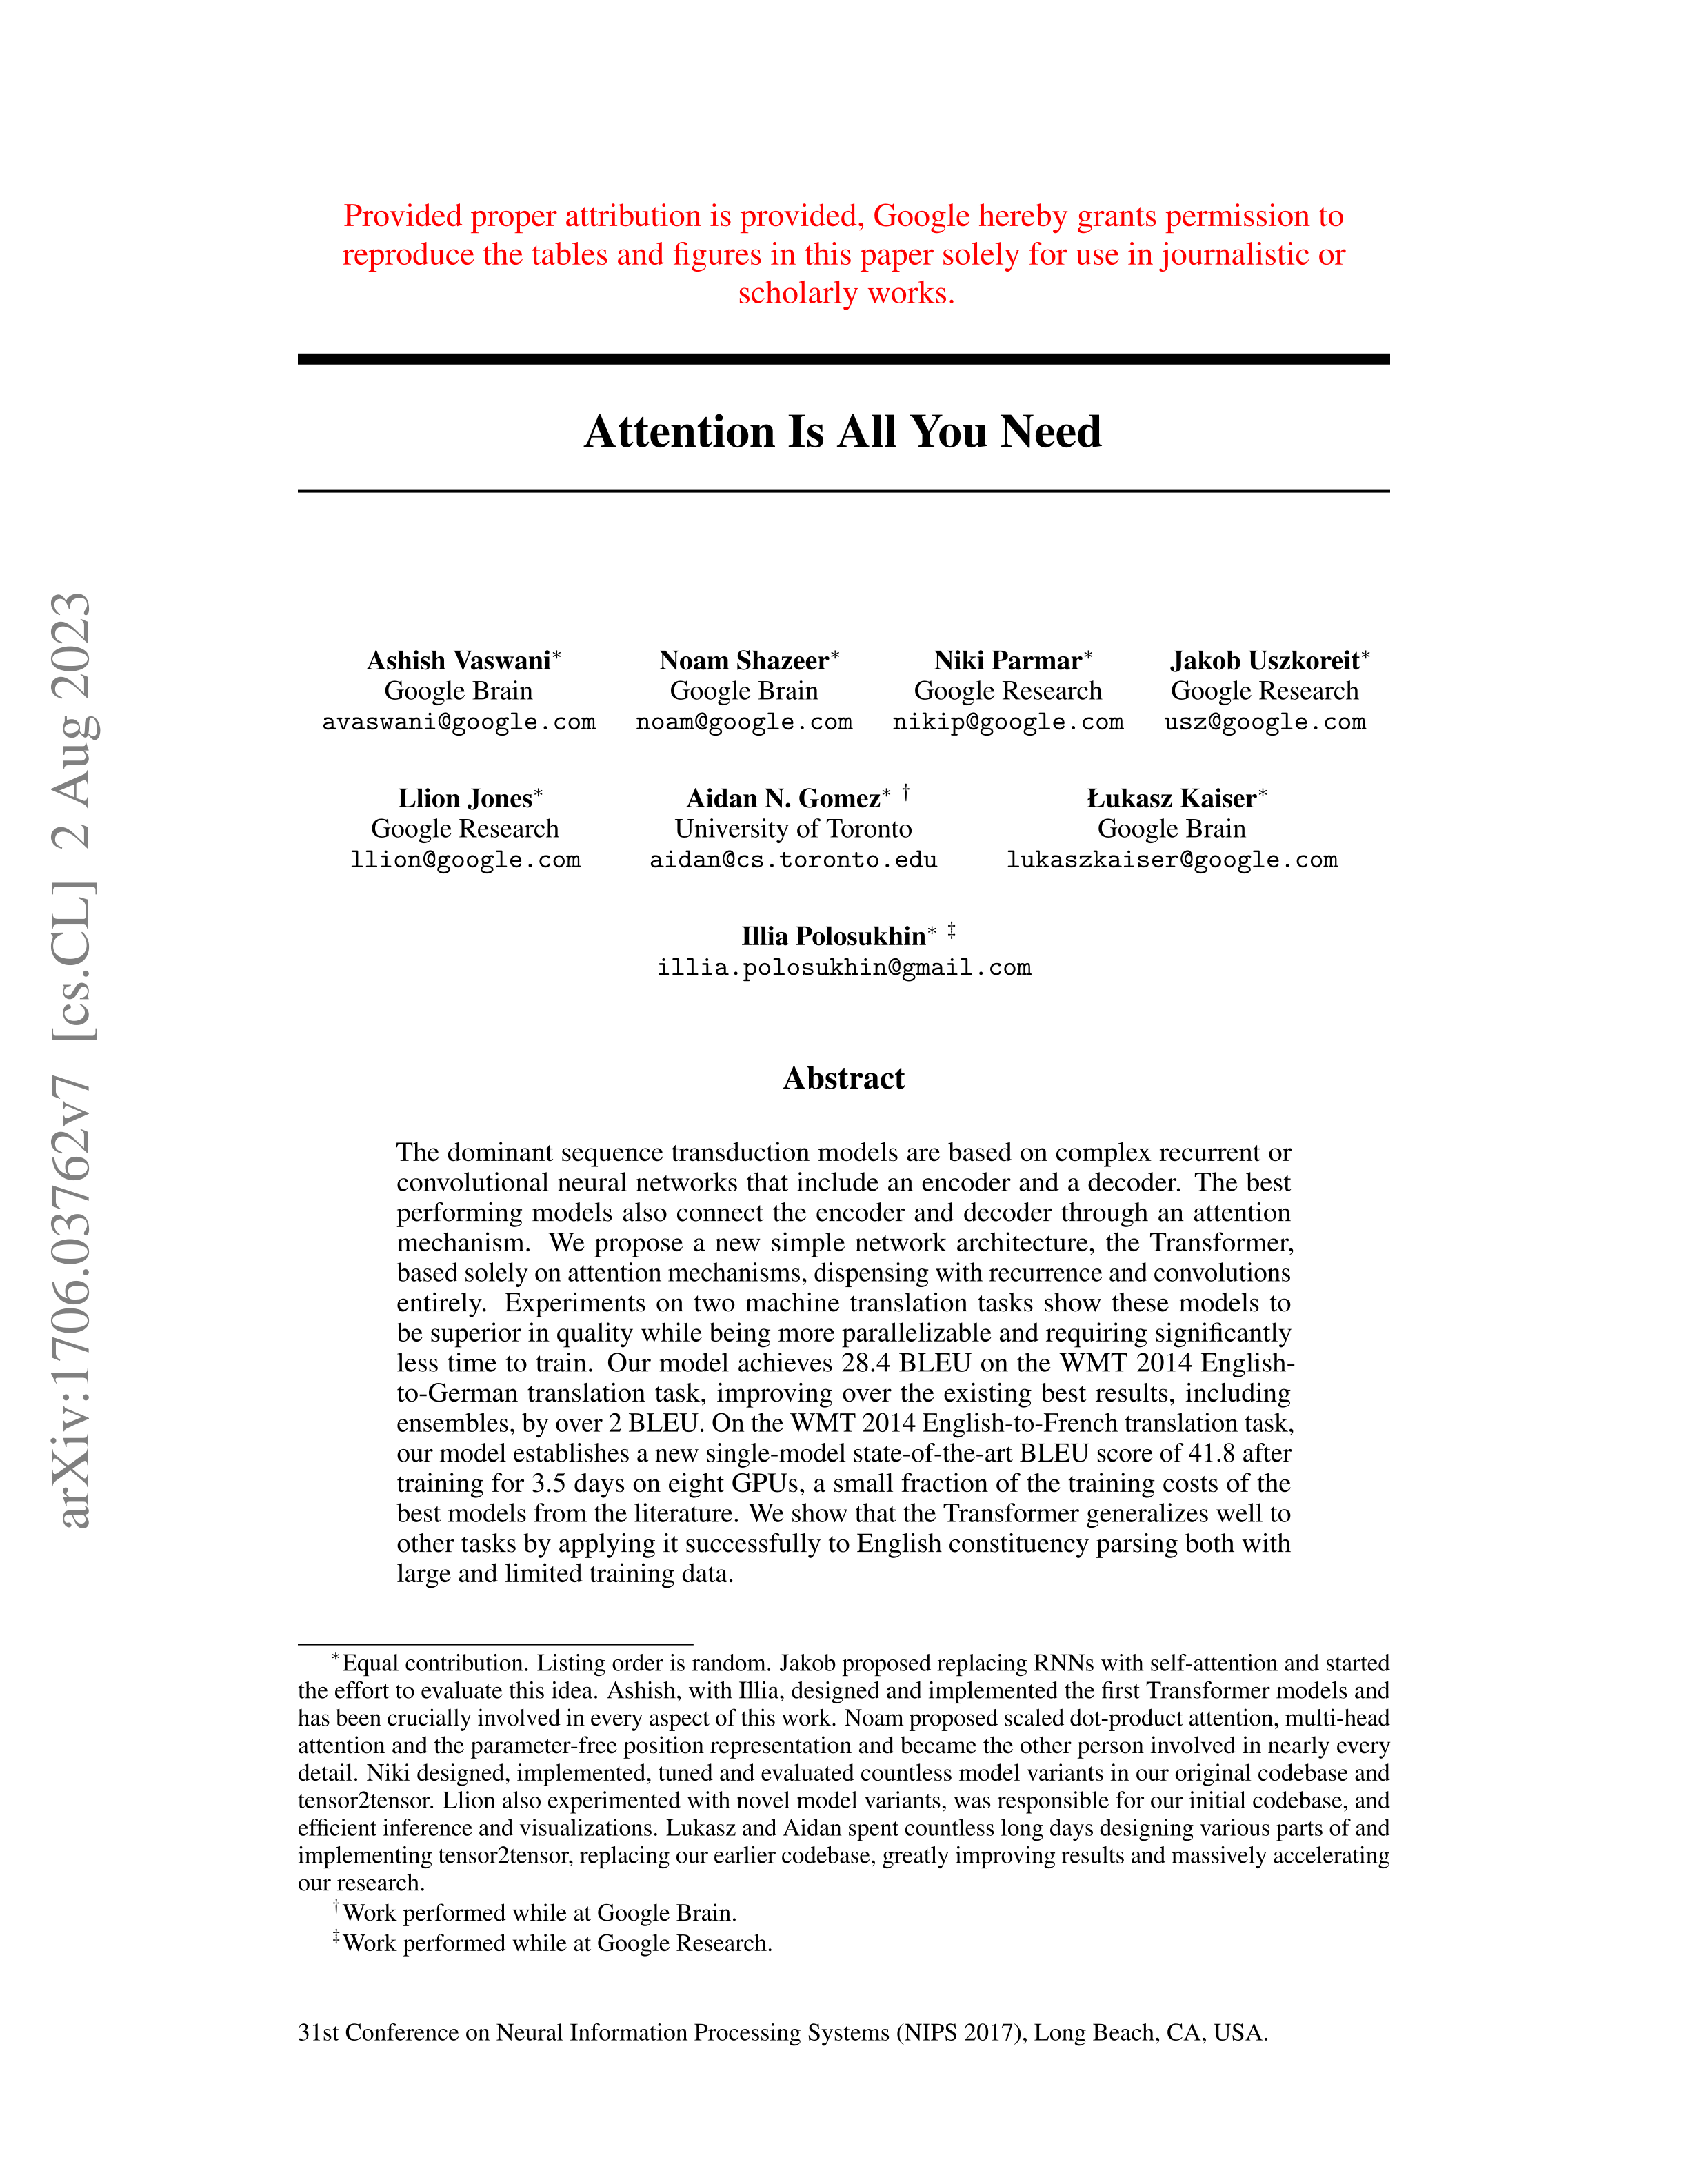 Provided proper attribution is provided, Google hereby grants permission to
reproduce the tables and figures in this paper solely for use in journalistic or
scholarly works.
Attention Is All You Need
Ashish Vaswani∗
Google Brain
avaswani@google.com
Noam Shazeer∗
Google Brain
noam@google.com
Niki Parmar∗
Google Research
nikip@google.com
Jakob Uszkoreit∗
Google Research
usz@google.com
Llion Jones∗
Google Research
llion@google.com
Aidan N. Gomez∗ †
University of Toronto
aidan@cs.toronto.edu
Łukasz Kaiser∗
Google Brain
lukaszkaiser@google.com
Illia Polosukhin∗ ‡
illia.polosukhin@gmail.com
Abstract
The dominant sequence transduction models are based on complex recurrent or
convolutional neural networks that include an encoder and a decoder. The best
performing models also connect the encoder and decoder through an attention
mechanism. We propose a new simple network architecture, the Transformer,
based solely on attention mechanisms, dispensing with recurrence and convolutions
entirely. Experiments on two machine translation tasks show these models to
be superior in quality while being more parallelizable and requiring significantly
less time to train. Our model achieves 28.4 BLEU on the WMT 2014 English-
to-German translation task, improving over the existing best results, including
ensembles, by over 2 BLEU. On the WMT 2014 English-to-French translation task,
our model establishes a new single-model state-of-the-art BLEU score of 41.8 after
training for 3.5 days on eight GPUs, a small fraction of the training costs of the
best models from the literature. We show that the Transformer generalizes well to
other tasks by applying it successfully to English constituency parsing both with
large and limited training data.
∗Equal contribution. Listing order is random. Jakob proposed replacing RNNs with self-attention and started
the effort to evaluate this idea. Ashish, with Illia, designed and implemented the first Transformer models and
has been crucially involved in every aspect of this work. Noam proposed scaled dot-product attention, multi-head
attention and the parameter-free position representation and became the other person involved in nearly every
detail. Niki designed, implemented, tuned and evaluated countless model variants in our original codebase and
tensor2tensor. Llion also experimented with novel model variants, was responsible for our initial codebase, and
efficient inference and visualizations. Lukasz and Aidan spent countless long days designing various parts of and
implementing tensor2tensor, replacing our earlier codebase, greatly improving results and massively accelerating
our research.
†Work performed while at Google Brain.
‡Work performed while at Google Research.
31st Conference on Neural Information Processing Systems (NIPS 2017), Long Beach, CA, USA.
arXiv:1706.03762v7 [cs.CL] 2 Aug 2023